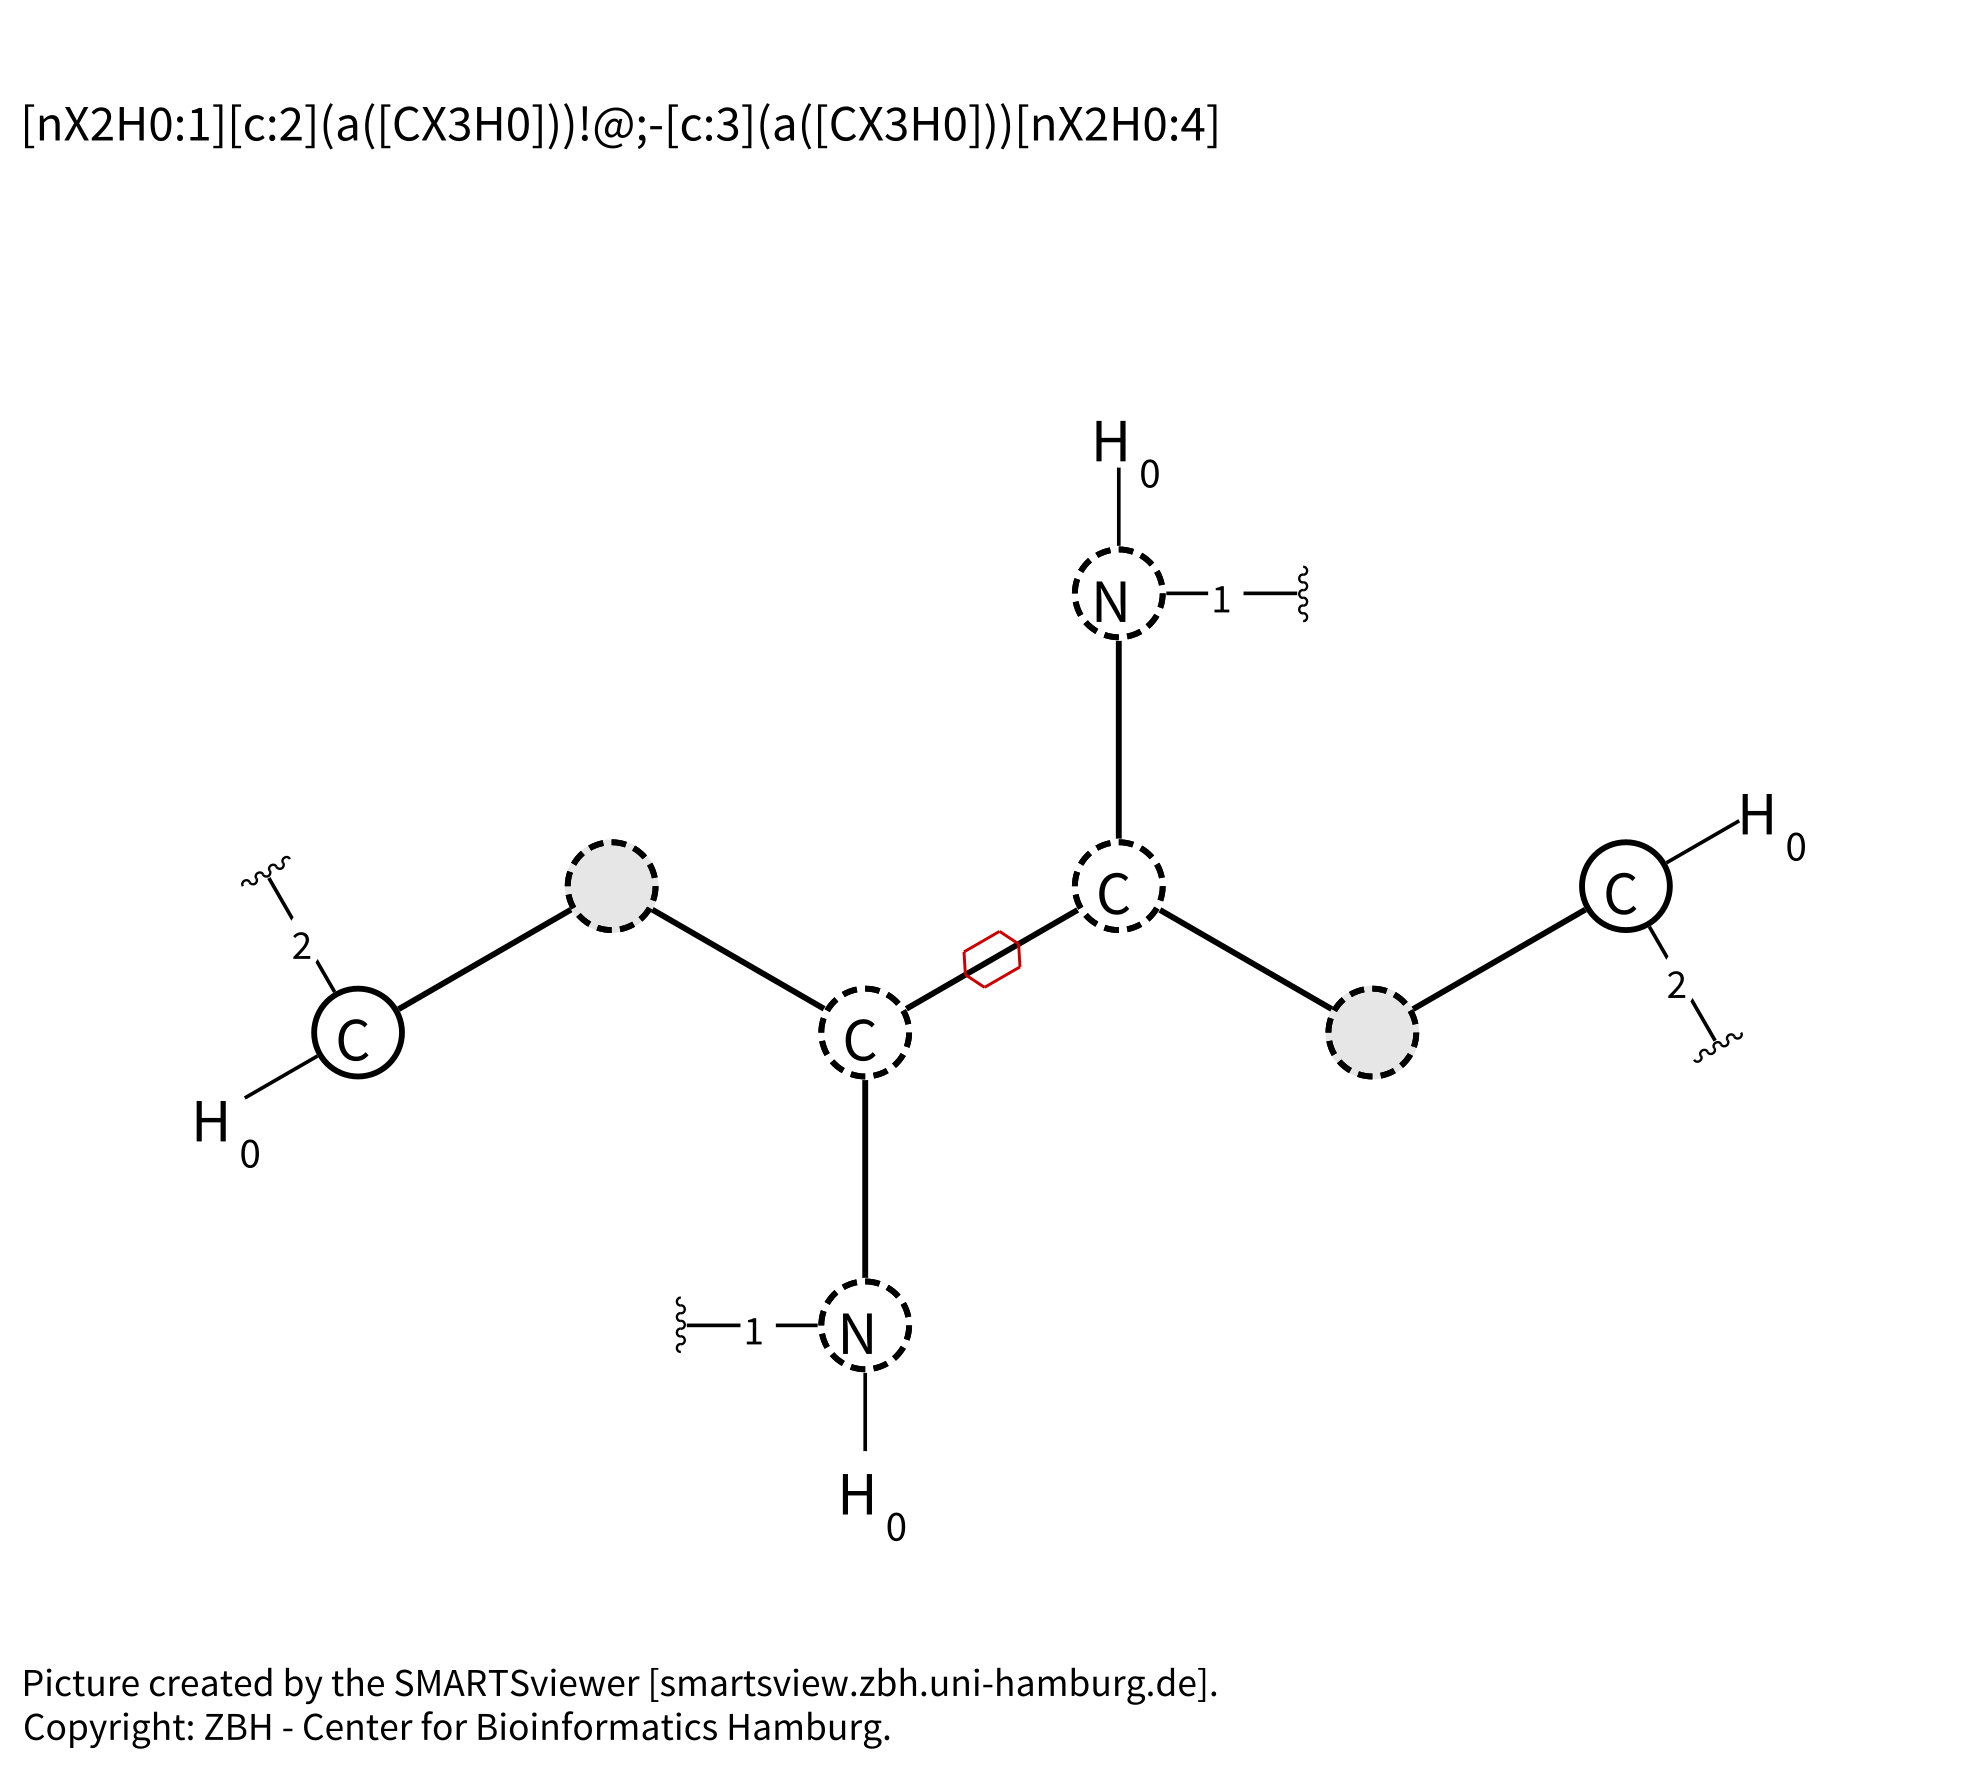 [nX2H0:1][c:2](a([CX3H0]))!@;-[c:3](a([CX3H0]))[nX2H0:4]
H 0
N 1
H 0
C
C
2
2
C
C
1 N
H 0
H 0
Picture created by the SMARTSviewer [smartsview.zbh.uni-hamburg.de].
Copyright: ZBH - Center for Bioinformatics Hamburg.